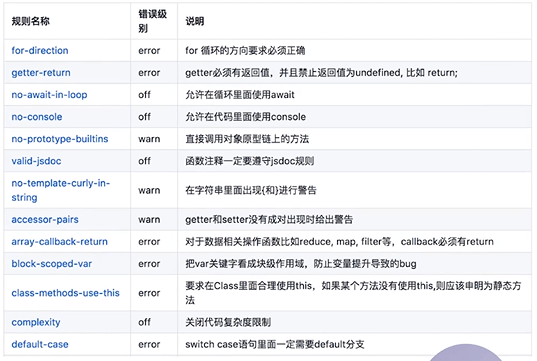 规则名称 错误级别 说明
for-direction error for 循环的方向要求必须正确
getter-return error getter必须有返回值，并且禁止返回值为undefined, 比如 return;
no-await-in-loop off 允许在循环里面使用await
no-console off 允许在代码里面使用console
no-prototype-builtins warn 直接调用对象原型链上的方法
valid-jsdoc off 函数注释一定要遵守jsdoc规则
no-template-curly-in-
string warn 在字符串里面出现{和}进行警告
accessor-pairs warn getter和setter没有成对出现时给出警告
array-callback-return error 对于数据相关操作函数比如reduce, map, filter等，callback必须有return
block-scoped-var error 把var关键字看成块级作用域，防止变量提升导致的bug
class-methods-use-this error 要求在Class里面合理使用this，如果某个方法没有使用this,则应该申明为静态方
法
complexity off 关闭代码复杂度限制
default-case error switch case语句里面一定需要default分支